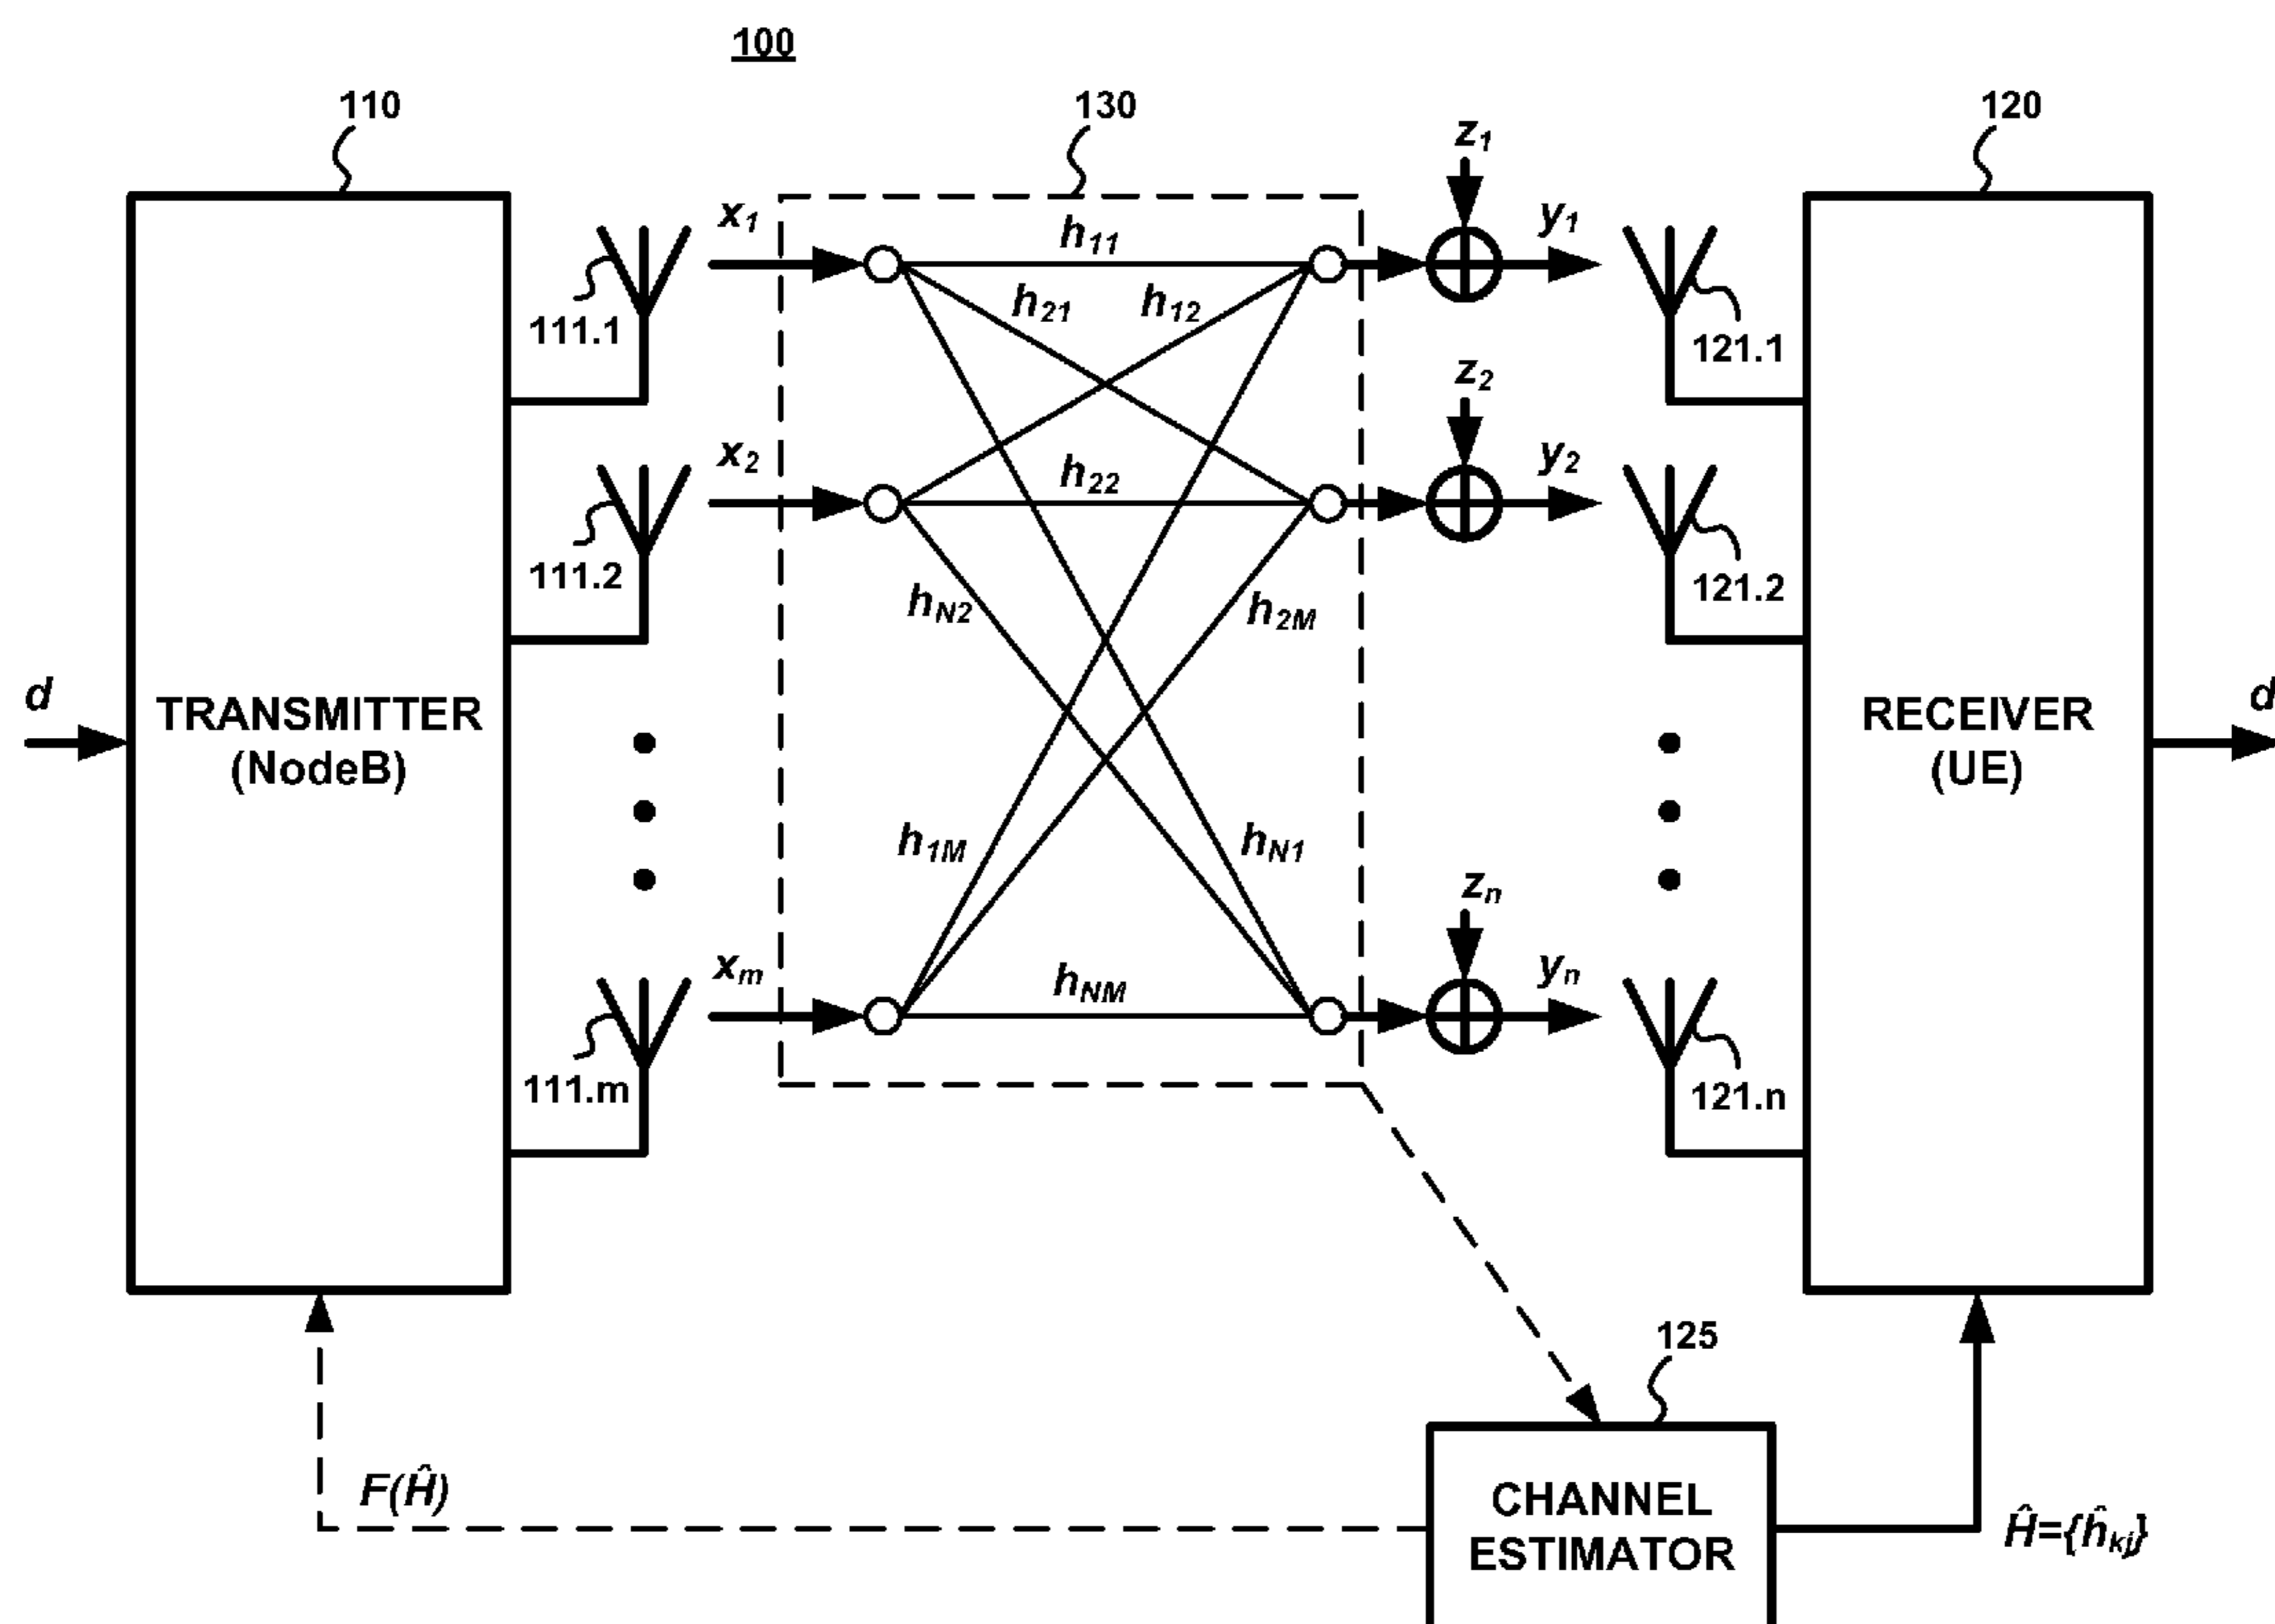 100
110
130
120
z1
x1
h11
y1
h21
h12
111.1
121.1
z2
x2
h22
y2
111.2
121.2
hN2
h2M
d
TRANSMITTER
(NodeB)
RECEIVER
(UE)
d
h1M
hN1
zn
xm
hNM
yn
111.m
121.n
125
F(Ĥ)
CHANNEL
ESTIMATOR
Ĥ={ĥkj}